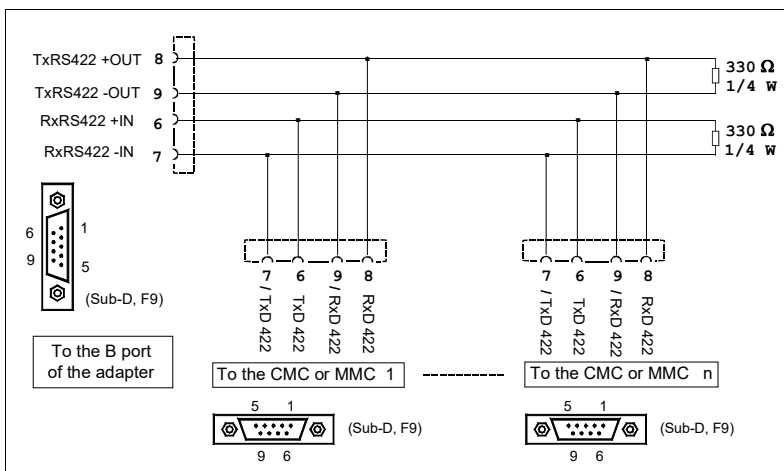 TxRS422 +OUT 8
TxRS422 -OUT 9
RxRS422 +IN 6
RxRS422 -IN 7
330 Ω
1/4 W
330 Ω
1/4 W
6 1
9 5
(Sub-D, F9)
To the B port
of the adapter
7 6 9 8
/ TxD 422
TxD 422
/ RxD 422
RxD 422
To the CMC or MMC 1
5 1
(Sub-D, F9)
9 6
7 6 9 8
/ TxD 422
TxD 422
/ RxD 422
RxD 422
To the CMC or MMC n
5 1
(Sub-D, F9)
9 6